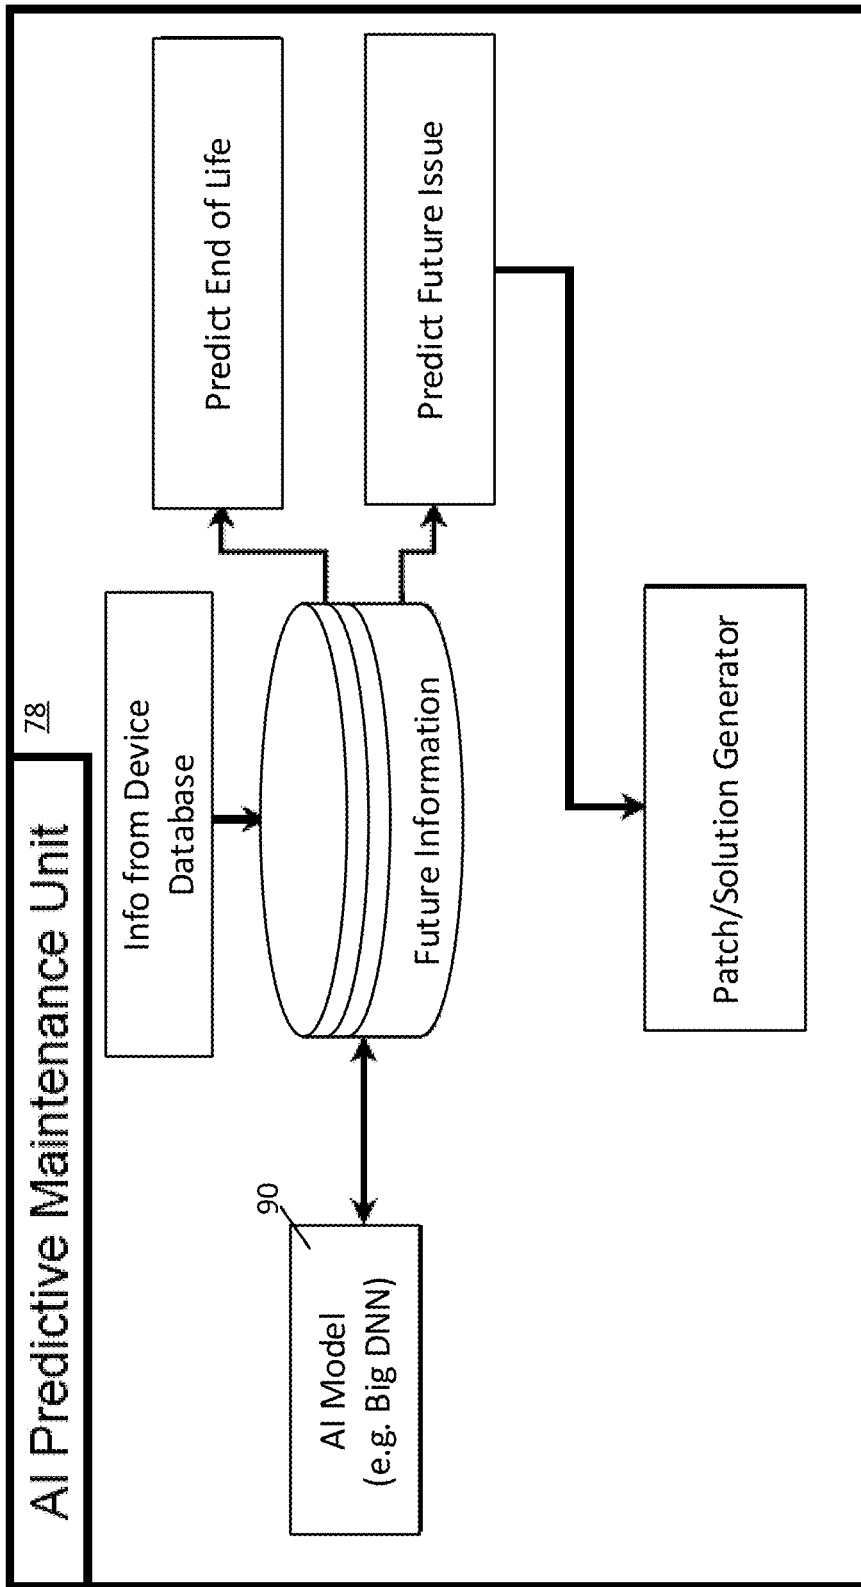 AI Predictive Maintenance Unit
78
Info from Device
Database
Predict End of Life
AI Model
(e.g. Big DNN)
90
Future Information
Predict Future Issue
Patch/Solution Generator